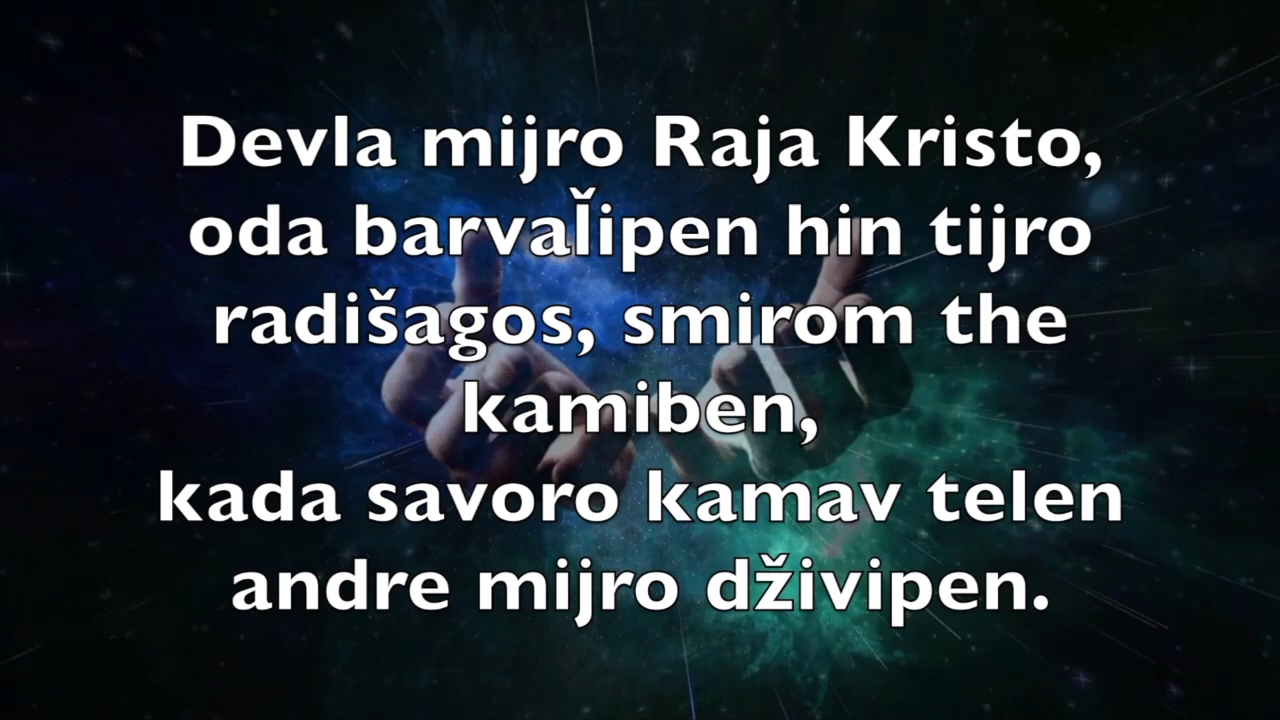 Devla mijro Raja Kristo,
oda barvaľipen hin tijro
radišagos, smirom the
kamiben,
kada savoro kamav telen
andre mijro dživipen.